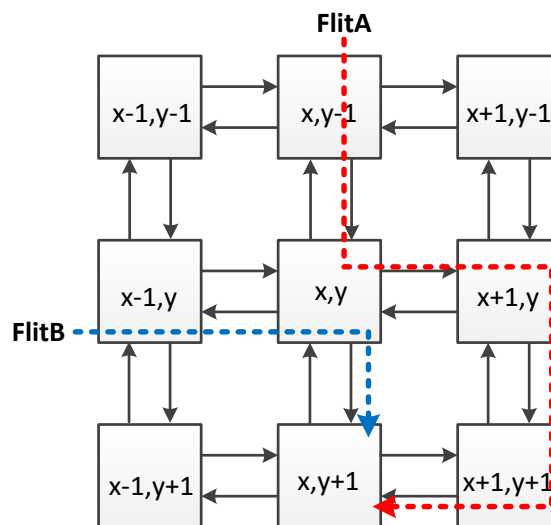 FlitA
x-1,y-1
x,y-1
x+1,y-1
x-1,y
x,y
x+1,y
FlitB
x-1,y+1
x,y+1
x+1,y+1